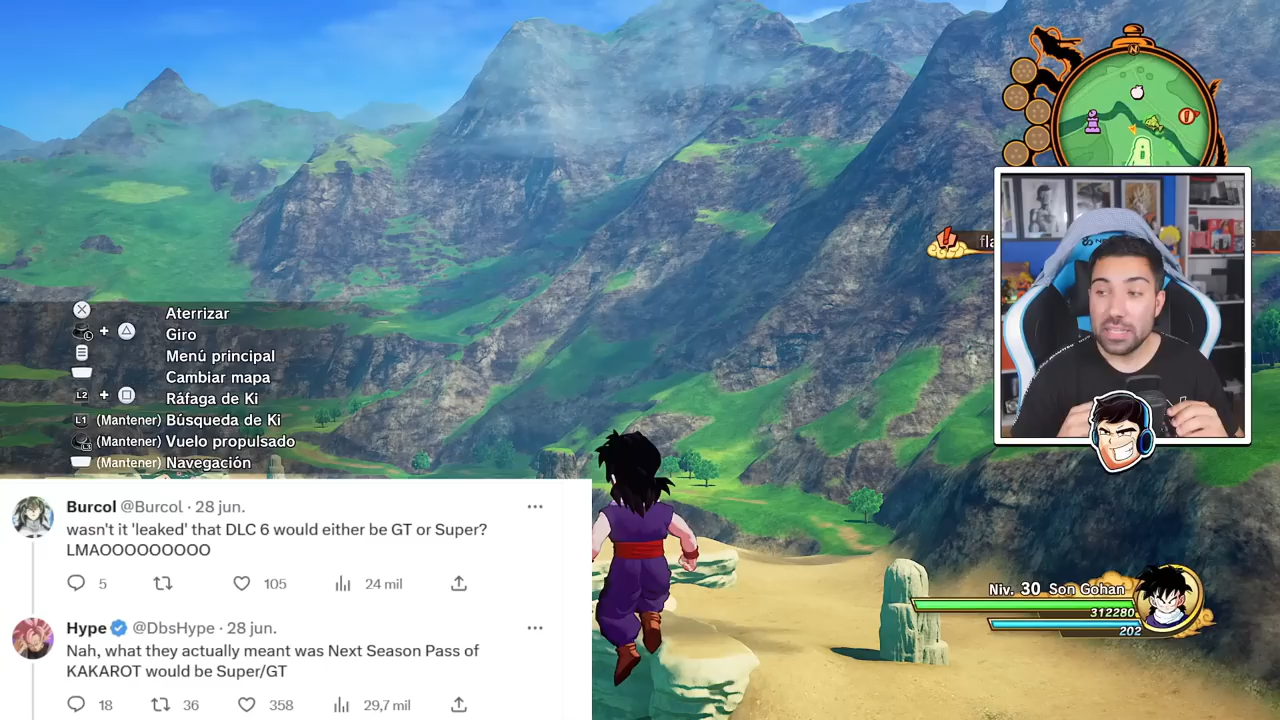 N
fla
s
Aterrizar
L + Giro
Menú principal
Cambiar mapa
L2 + Ráfaga de Ki
L1 (Mantener) Búsqueda de Ki
(Mantener) Vuelo propulsado
(Mantener) Navegación
Burcol @Burcol · 28 jun.
wasn't it 'leaked' that DLC 6 would either be GT or Super?
LMAOOOOOOOOO
5 105 24 mil
Hype @DbsHype · 28 jun.
Nah, what they actually meant was Next Season Pass of
KAKAROT would be Super/GT
18 36 358 29,7 mil
Niv. 30 Son Gohan
312280
202